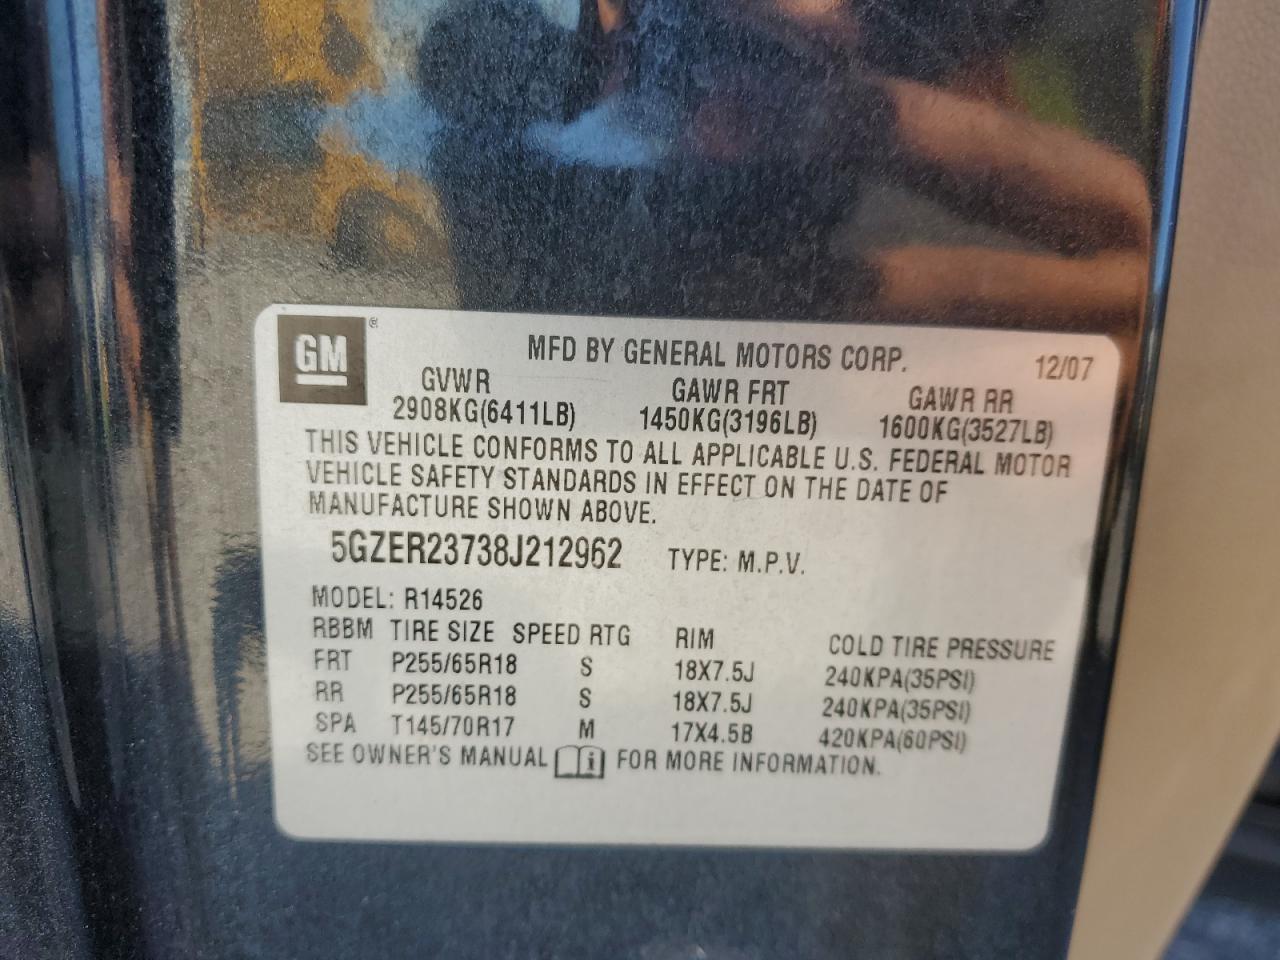 GM®
MFD BY GENERAL MOTORS CORP. 12/07
GVWR GAWR FRT GAWR RR
2908KG(6411LB) 1450KG(3196LB) 1600KG(3527LB)
THIS VEHICLE CONFORMS TO ALL APPLICABLE U.S. FEDERAL MOTOR
VEHICLE SAFETY STANDARDS IN EFFECT ON THE DATE OF
MANUFACTURE SHOWN ABOVE.
5GZER23738J212962 TYPE: M.P.V.
MODEL: R14526
RBBM TIRE SIZE SPEED RTG RIM COLD TIRE PRESSURE
FRT P255/65R18 S 18X7.5J 240KPA(35PSI)
RR P255/65R18 S 18X7.5J 240KPA(35PSI)
SPA T145/70R17 M 17X4.5B 420KPA(60PSI)
SEE OWNER'S MANUAL i FOR MORE INFORMATION.